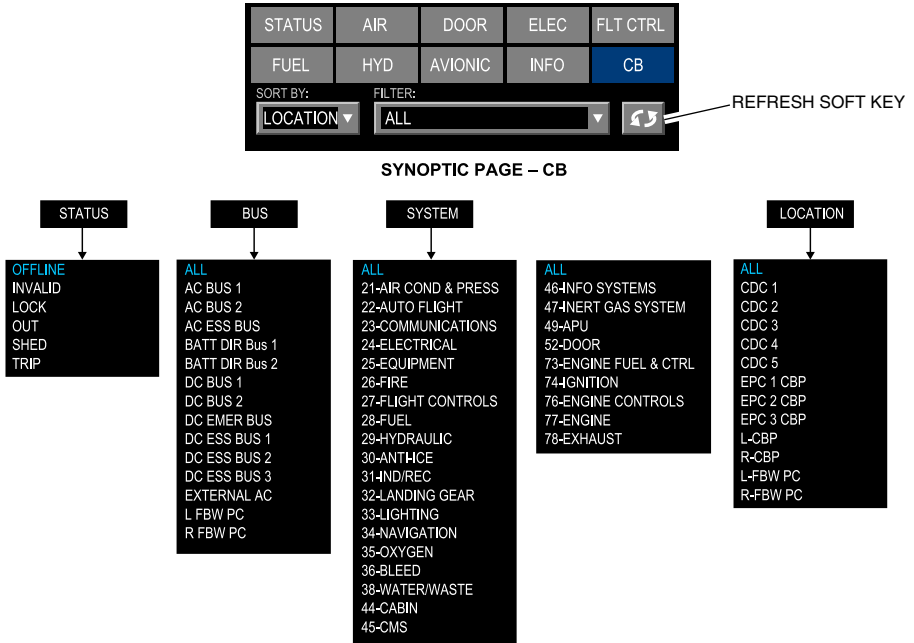 STATUS AIR DOOR ELEC FLT CTRL
FUEL HYD AVIONIC INFO CB
SORT BY: FILTER:
LOCATION ALL
REFRESH SOFT KEY
SYNOPTIC PAGE – CB
STATUS
OFFLINE
INVALID
LOCK
OUT
SHED
TRIP
BUS
ALL
AC BUS 1
AC BUS 2
AC ESS BUS
BATT DIR Bus 1
BATT DIR Bus 2
DC BUS 1
DC BUS 2
DC EMER BUS
DC ESS BUS 1
DC ESS BUS 2
DC ESS BUS 3
EXTERNAL AC
L FBW PC
R FBW PC
SYSTEM
ALL
21-AIR COND & PRESS
22-AUTO FLIGHT
23-COMMUNICATIONS
24-ELECTRICAL
25-EQUIPMENT
26-FIRE
27-FLIGHT CONTROLS
28-FUEL
29-HYDRAULIC
30-ANTI-ICE
31-IND/REC
32-LANDING GEAR
33-LIGHTING
34-NAVIGATION
35-OXYGEN
36-BLEED
38-WATER/WASTE
44-CABIN
45-CMS
ALL
46-INFO SYSTEMS
47-INERT GAS SYSTEM
49-APU
52-DOOR
73-ENGINE FUEL & CTRL
74-IGNITION
76-ENGINE CONTROLS
77-ENGINE
78-EXHAUST
LOCATION
ALL
CDC 1
CDC 2
CDC 3
CDC 4
CDC 5
EPC 1 CBP
EPC 2 CBP
EPC 3 CBP
L-CBP
R-CBP
L-FBW PC
R-FBW PC